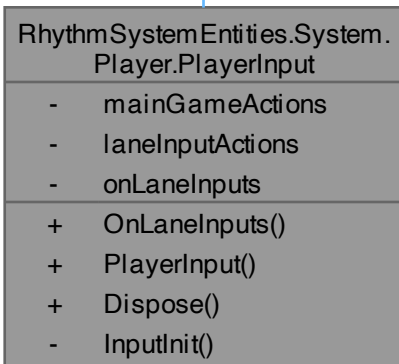 RhythmSystemEntities.System.
Player.PlayerInput
- mainGameActions
- laneInputActions
- onLaneInputs
+ OnLaneInputs()
+ PlayerInput()
+ Dispose()
- InputInit()